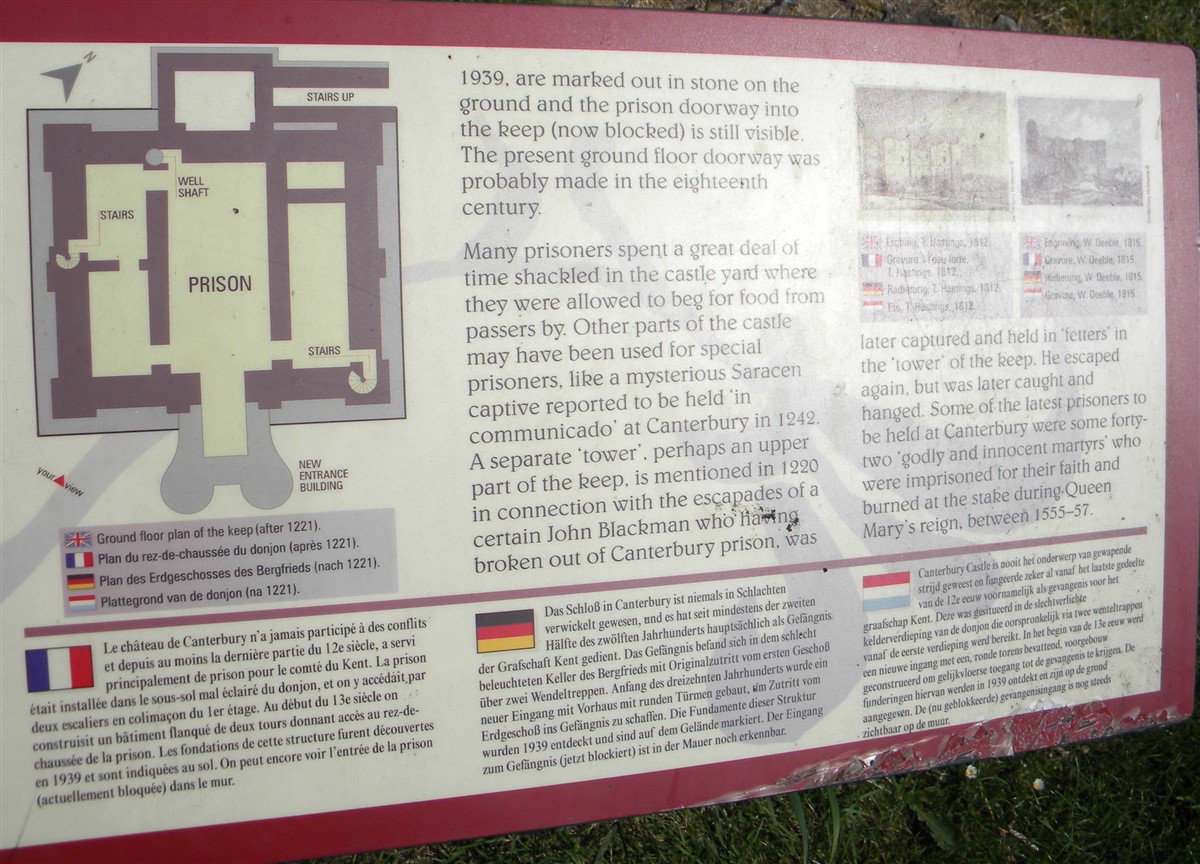 N
STAIRS UP
WELL
SHAFT
STAIRS
PRISON
STAIRS
NEW
ENTRANCE
BUILDING
your view
Ground floor plan of the keep (after 1221).
Plan du rez-de-chaussée du donjon (après 1221).
Plan des Erdgeschosses des Bergfrieds (nach 1221).
Plattegrond van de donjon (na 1221).
1939, are marked out in stone on the
ground and the prison doorway into
the keep (now blocked) is still visible.
The present ground floor doorway was
probably made in the eighteenth
century.
Many prisoners spent a great deal of
time shackled in the castle yard where
they were allowed to beg for food from
passers by. Other parts of the castle
may have been used for special
prisoners, like a mysterious Saracen
captive reported to be held 'in
communicado' at Canterbury in 1242.
A separate 'tower', perhaps an upper
part of the keep, is mentioned in 1220
in connection with the escapades of a
certain John Blackman who having
broken out of Canterbury prison, was
Etching, T. Hastings, 1812.
Gravure à l'eau forte,
T. Hastings, 1812.
Radierung, T. Hastings, 1812.
Ets, T. Hastings, 1812.
Engraving, W. Deeble, 1815.
Gravure, W. Deeble, 1815.
Radierung, W. Deeble, 1815.
Gravure, W. Deeble, 1815.
later captured and held in 'fetters' in
the 'tower' of the keep. He escaped
again, but was later caught and
hanged. Some of the latest prisoners to
be held at Canterbury were some forty-
two 'godly and innocent martyrs' who
were imprisoned for their faith and
burned at the stake during Queen
Mary's reign, between 1555–57.
Le château de Canterbury n'a jamais participé à des conflits
et depuis au moins la dernière partie du 12e siècle, a servi
principalement de prison pour le comté du Kent. La prison
était installée dans le sous-sol mal éclairé du donjon, et on y accédait par
deux escaliers en colimaçon du 1er étage. Au début du 13e siècle on
construisit un bâtiment flanqué de deux tours donnant accès au rez-de-
chaussée de la prison. Les fondations de cette structure furent découvertes
en 1939 et sont indiquées au sol. On peut encore voir l'entrée de la prison
(actuellement bloquée) dans le mur.
Das Schloß in Canterbury ist niemals in Schlachten
verwickelt gewesen, und es hat seit mindestens der zweiten
Hälfte des zwölften Jahrhunderts hauptsächlich als Gefängnis
der Grafschaft Kent gedient. Das Gefängnis befand sich in dem schlecht
beleuchteten Keller des Bergfrieds mit Originalzutritt vom ersten Geschoß
über zwei Wendeltreppen. Anfang des dreizehnten Jahrhunderts wurde ein
neuer Eingang mit Vorhaus mit runden Türmen gebaut, um Zutritt vom
Erdgeschoß ins Gefängnis zu schaffen. Die Fundamente dieser Struktur
wurden 1939 entdeckt und sind auf dem Gelände markiert. Der Eingang
zum Gefängnis (jetzt blockiert) ist in der Mauer noch erkennbar.
Canterbury Castle is nooit het onderwerp van gewapende
strijd geweest en fungeerde zeker al vanaf het laatste gedeelte
van de 12e eeuw voornamelijk als gevangenis voor het
graafschap Kent. Deze was gesitueerd in de slechtverlichte
kelderverdieping van de donjon die oorspronkelijk via twee wenteltrappen
vanaf de eerste verdieping werd bereikt. In het begin van de 13e eeuw werd
een nieuwe ingang met een, ronde torens bevattend, voorgebouw
geconstrueerd om gelijkvloerse toegang tot de gevangenis te krijgen. De
funderingen hiervan werden in 1939 ontdekt en zijn op de grond
aangegeven. De (nu geblokkeerde) gevangenisingang is nog steeds
zichtbaar op de muur.